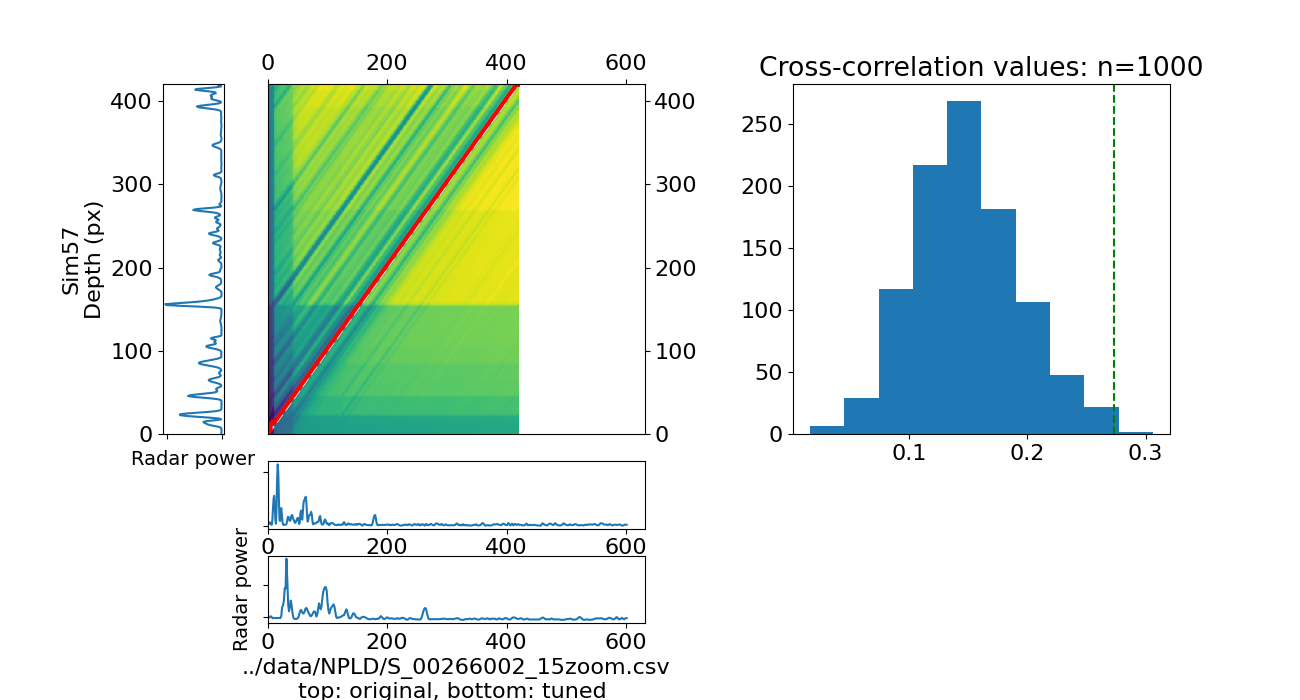 0 200 400 600
Cross-correlation values: n=1000
400
300
200
100
0
Sim57
Depth (px)
Radar power
400
300
200
100
0
250
200
150
100
50
0
0.1 0.2 0.3
0 200 400 600
Radar power
0 200 400 600
../data/NPLD/S_00266002_15zoom.csv
top: original, bottom: tuned